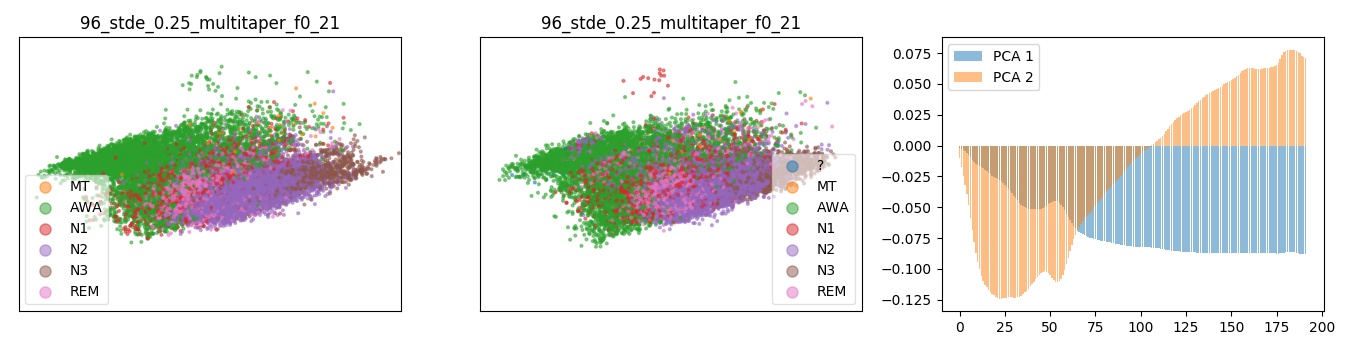 96_stde_0.25_multitaper_f0_21
MT
AWA
N1
N2
N3
REM
96_stde_0.25_multitaper_f0_21
?
MT
AWA
N1
N2
N3
REM
PCA 1
PCA 2
0.075
0.050
0.025
0.000
−0.025
−0.050
−0.075
−0.100
−0.125
0 25 50 75 100 125 150 175 200